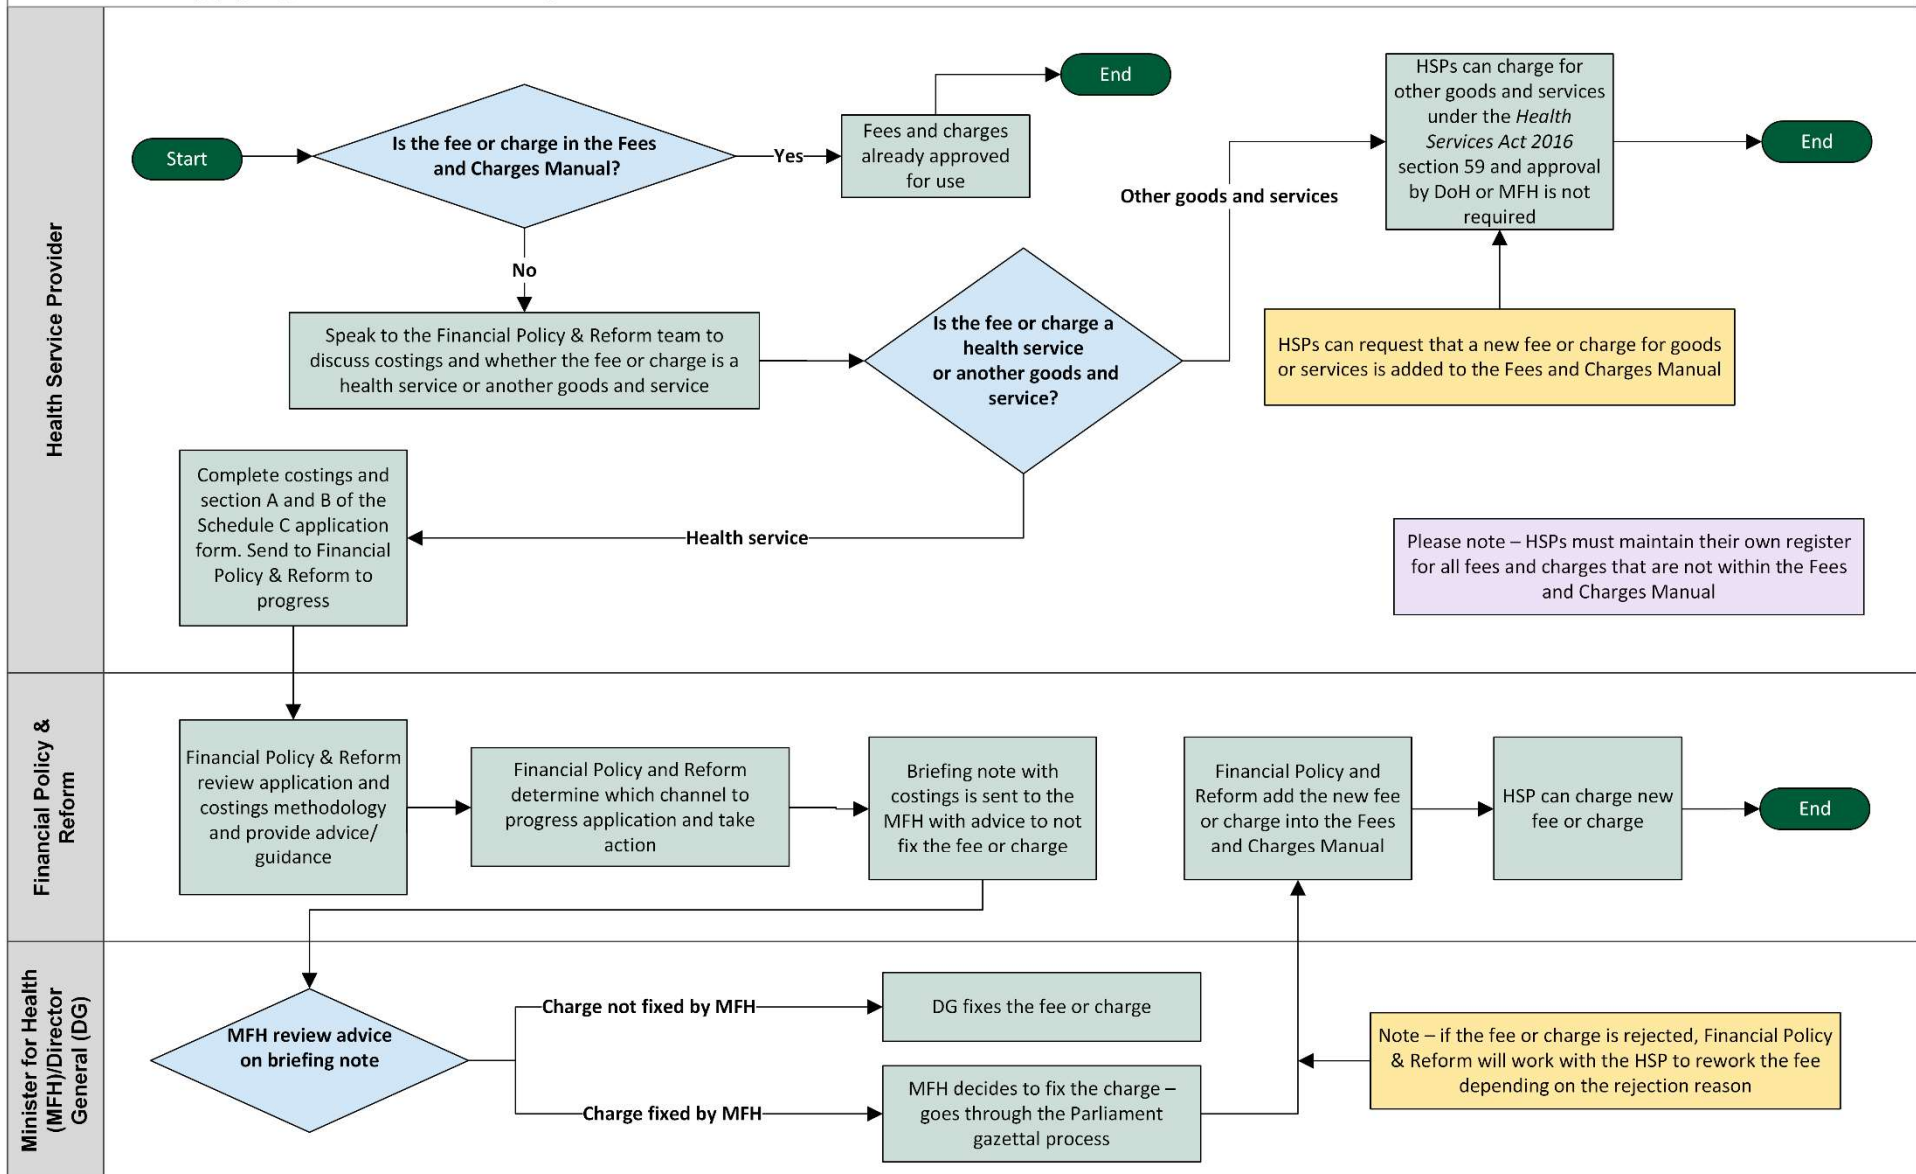 Health Service Provider
Start
Is the fee or charge in the Fees
and Charges Manual?
Yes
Fees and charges
already approved
for use
End
No
Speak to the Financial Policy & Reform team to
discuss costings and whether the fee or charge is a
health service or another goods and service
Is the fee or charge a
health service
or another goods and
service?
Other goods and services
HSPs can charge for
other goods and services
under the Health
Services Act 2016
section 59 and approval
by DoH or MFH is not
required
End
HSPs can request that a new fee or charge for goods
or services is added to the Fees and Charges Manual
Health service
Complete costings and
section A and B of the
Schedule C application
form. Send to Financial
Policy & Reform to
progress
Please note – HSPs must maintain their own register
for all fees and charges that are not within the Fees
and Charges Manual
Financial Policy &
Reform
Financial Policy & Reform
review application and
costings methodology
and provide advice/
guidance
Financial Policy and Reform
determine which channel to
progress application and take
action
Briefing note with
costings is sent to the
MFH with advice to not
fix the fee or charge
Financial Policy and
Reform add the new fee
or charge into the Fees
and Charges Manual
HSP can charge new
fee or charge
End
Minister for Health
(MFH)/Director
General (DG)
MFH review advice
on briefing note
Charge not fixed by MFH
DG fixes the fee or charge
Charge fixed by MFH
MFH decides to fix the charge –
goes through the Parliament
gazettal process
Note – if the fee or charge is rejected, Financial Policy
& Reform will work with the HSP to rework the fee
depending on the rejection reason